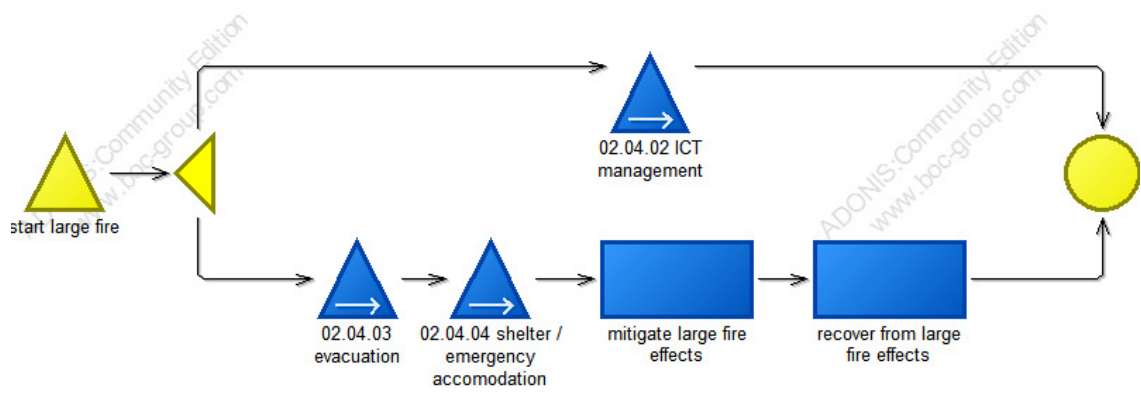 ADONIS:Community Edition
www.boc-group.com
ADONIS:Community Edition
www.boc-group.com
02.04.02 ICT
management
start large fire
02.04.03
evacuation
02.04.04 shelter /
emergency
accomodation
mitigate large fire
effects
recover from large
fire effects